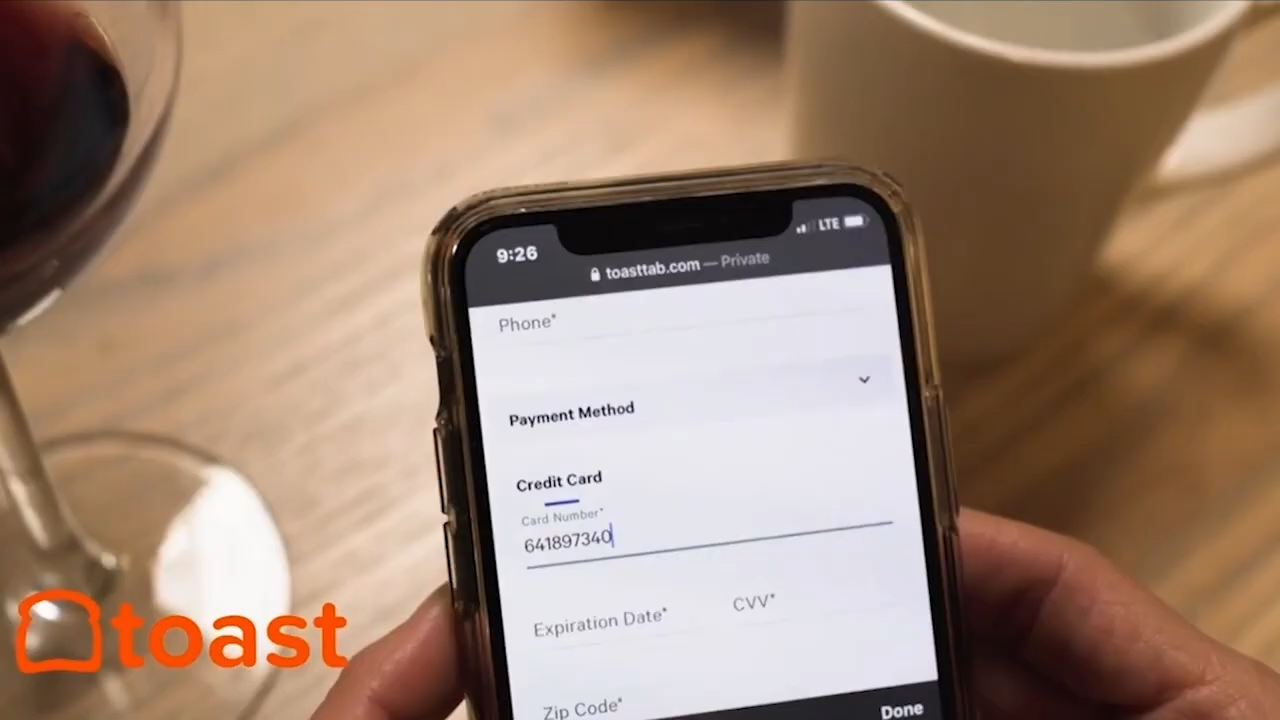 9:26
LTE
toasttab.com — Private
Phone*
Payment Method
Credit Card
Card Number*
641897340
Expiration Date*
CVV*
Zip Code*
Done
toast